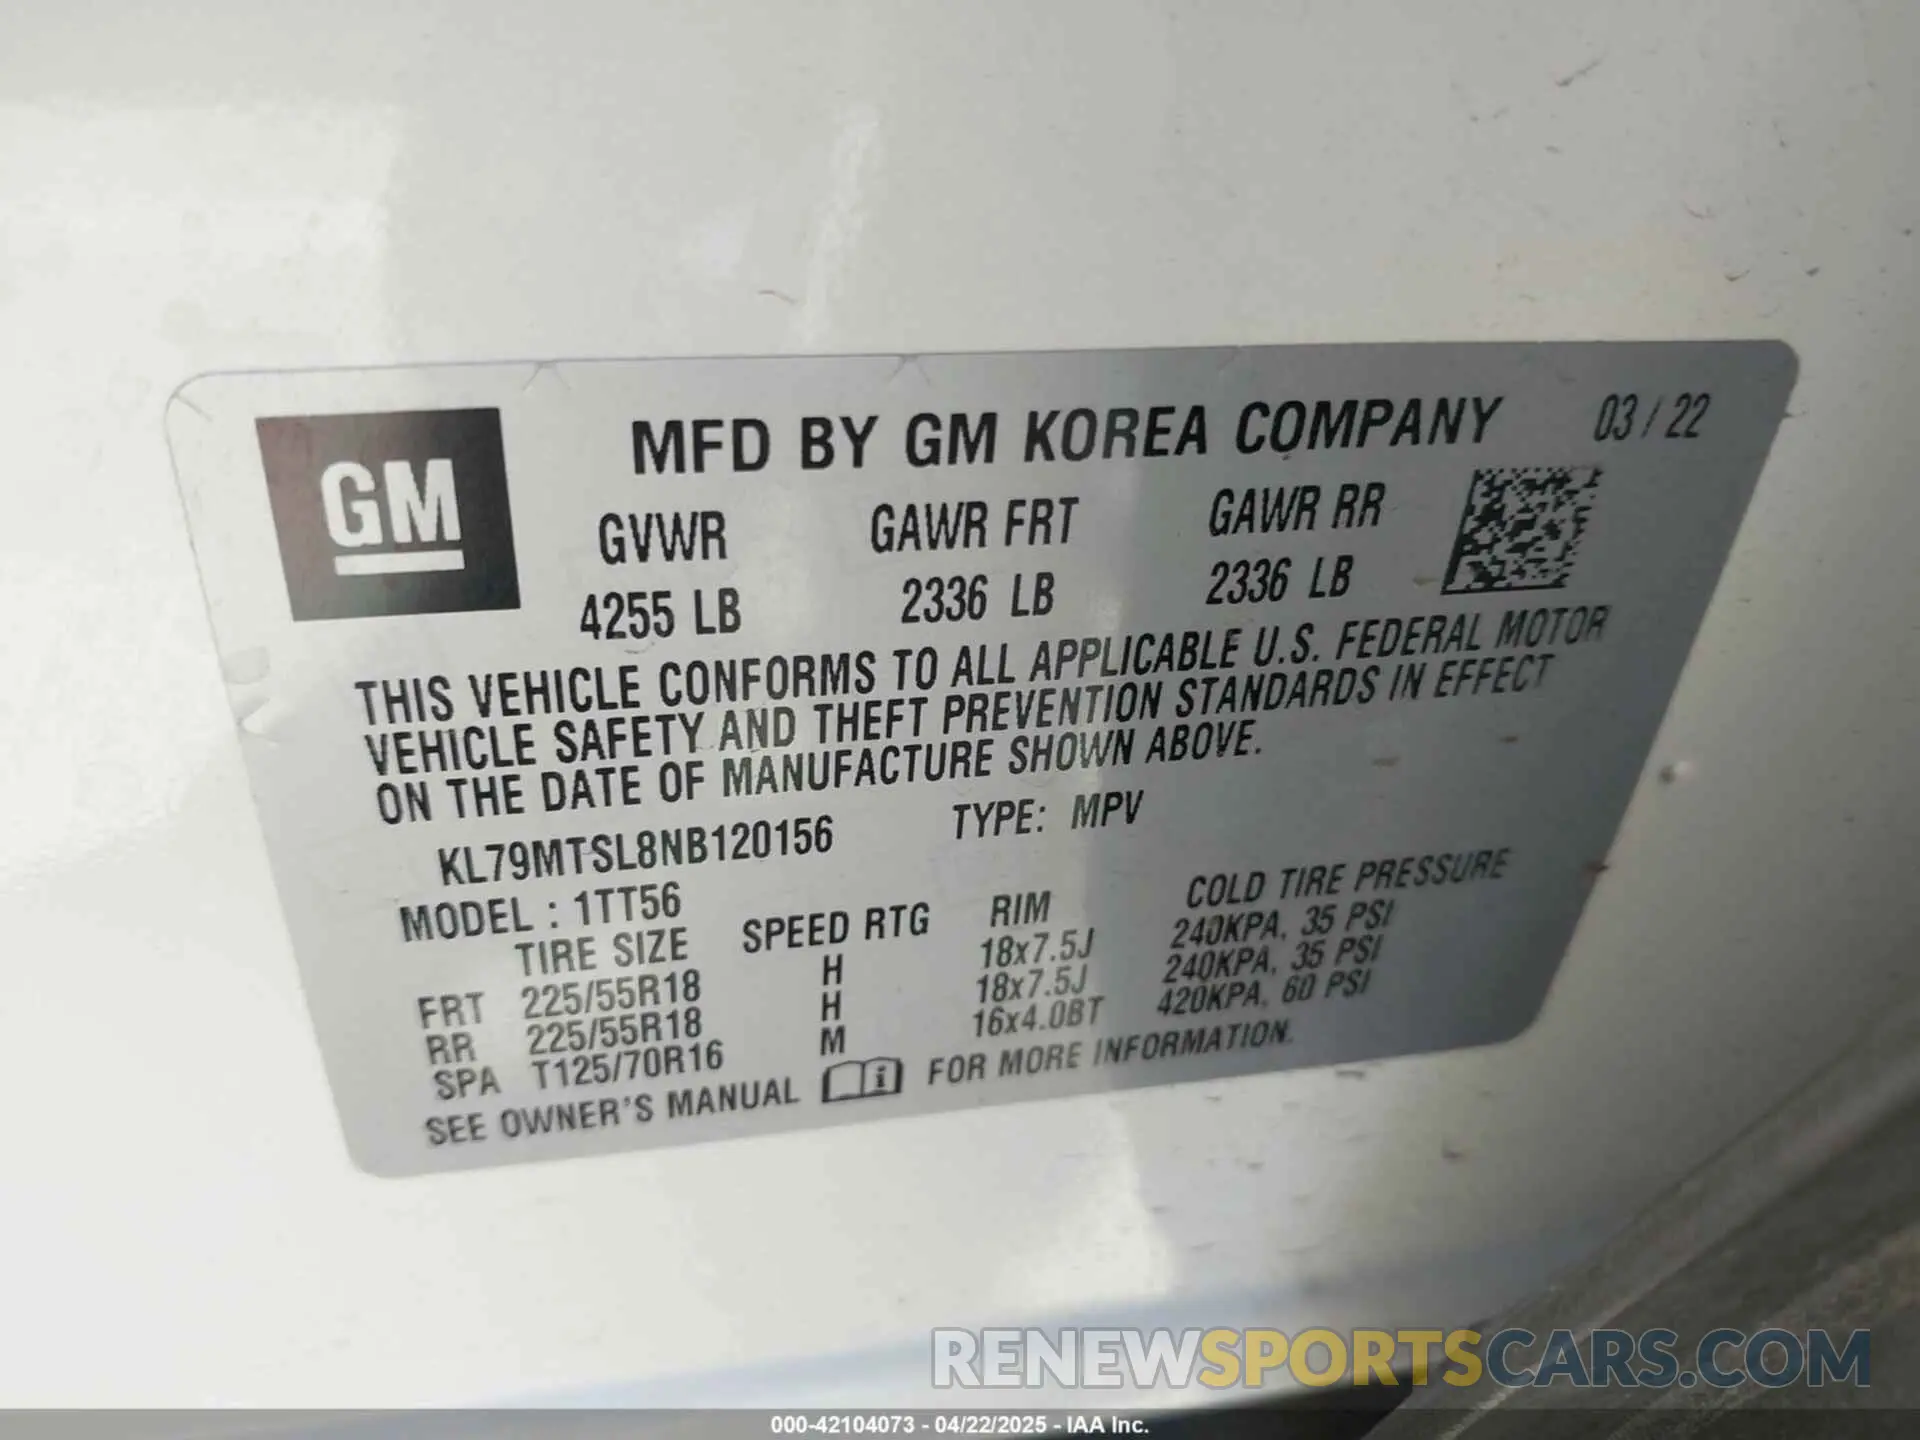 GM
MFD BY GM KOREA COMPANY 03/22
GVWR GAWR FRT GAWR RR
4255 LB 2336 LB 2336 LB
THIS VEHICLE CONFORMS TO ALL APPLICABLE U.S. FEDERAL MOTOR
VEHICLE SAFETY AND THEFT PREVENTION STANDARDS IN EFFECT
ON THE DATE OF MANUFACTURE SHOWN ABOVE.
KL79MTSL8NB120156 TYPE: MPV
MODEL : 1TT56
TIRE SIZE SPEED RTG RIM COLD TIRE PRESSURE
FRT 225/55R18 H 18x7.5J 240KPA, 35 PSI
RR 225/55R18 H 18x7.5J 240KPA, 35 PSI
SPA T125/70R16 M 16x4.0BT 420KPA, 60 PSI
SEE OWNER'S MANUAL i FOR MORE INFORMATION.
RENEWSPORTSCARS.COM
000-42104073 - 04/22/2025 - IAA Inc.